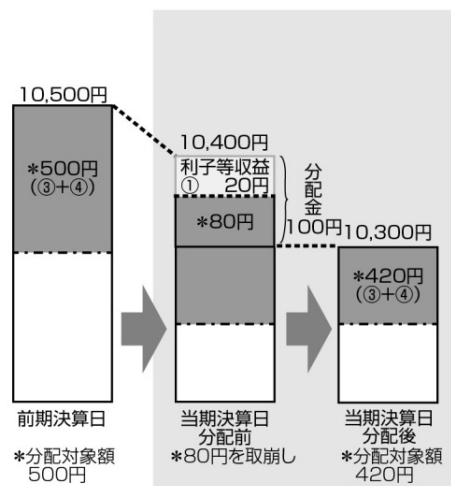 10,500円
*500円
(③+④)
前期決算日
*分配対象額
500円
10,400円
利子等収益
① 20円
*80円
分配金
100円
当期決算日
分配前
*80円を取崩し
10,300円
*420円
(③+④)
当期決算日
分配後
*分配対象額
420円